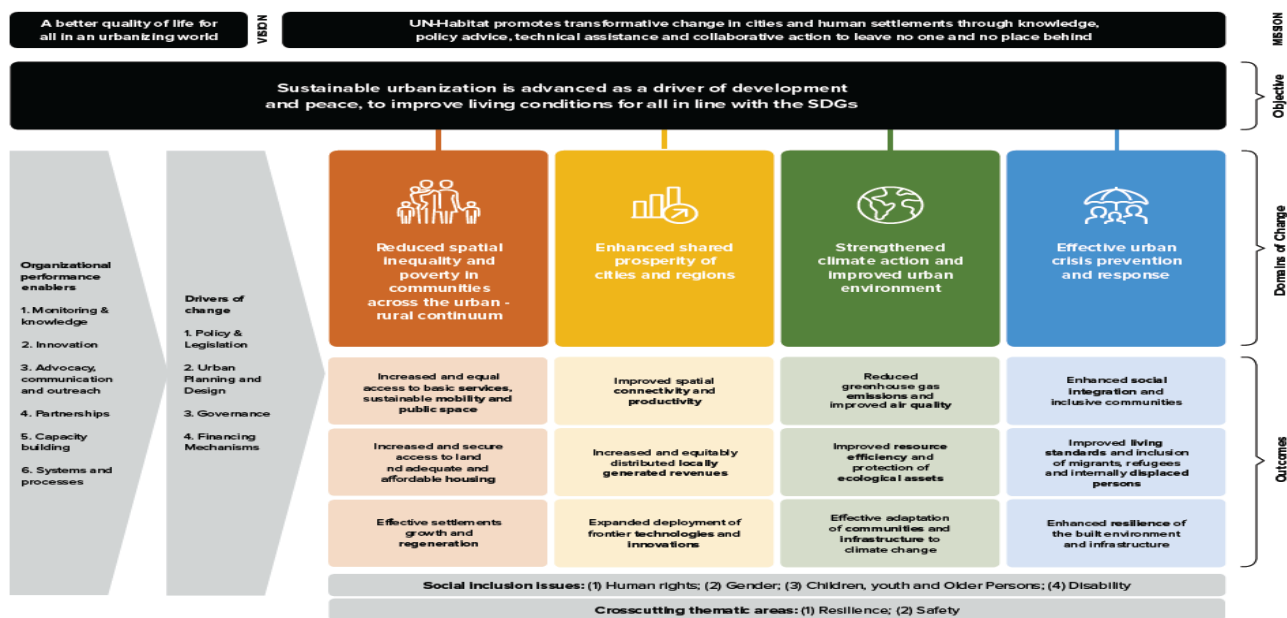 A better quality of life for
all in an urbanizing world
VISION
UN-Habitat promotes transformative change in cities and human settlements through knowledge,
policy advice, technical assistance and collaborative action to leave no one and no place behind
MISSION
Sustainable urbanization is advanced as a driver of development
and peace, to improve living conditions for all in line with the SDGs
Objective
Organizational
performance
enablers
1. Monitoring &
knowledge
2. Innovation
3. Advocacy,
communication
and outreach
4. Partnerships
5. Capacity
building
6. Systems and
processes
Drivers of
change
1. Policy &
Legislation
2. Urban
Planning and
Design
3. Governance
4. Financing
Mechanisms
Reduced spatial
inequality and
poverty in
communities
across the urban -
rural continuum
Enhanced shared
prosperity of
cities and regions
Strengthened
climate action and
improved urban
environment
Effective urban
crisis prevention
and response
Domains of Change
Increased and equal
access to basic services,
sustainable mobility and
public space
Improved spatial
connectivity and
productivity
Reduced
greenhouse gas
emissions and
improved air quality
Enhanced social
Integration and
inclusive communities
Increased and secure
access to land
nd adequate and
affordable housing
Increased and equitably
distributed locally
generated revenues
Improved resource
efficiency and
protection of
ecological assets
Improved living
standards and inclusion
of migrants, refugees
and internally displaced
persons
Effective settlements
growth and
regeneration
Expanded deployment of
frontier technologies and
innovations
Effective adaptation
of communities and
infrastructure to
climate change
Enhanced resilience of
the built environment
and infrastructure
Outcomes
Social inclusion issues: (1) Human rights; (2) Gender; (3) Children, youth and Older Persons; (4) Disability
Crosscutting thematic areas: (1) Resilience; (2) Safety